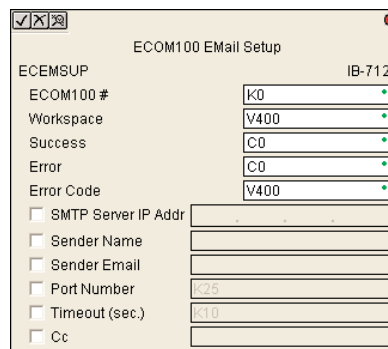 ECOM100 EMail Setup
ECEMSUP IB-712
ECOM100 # K0
Workspace V400
Success C0
Error C0
Error Code V400
SMTP Server IP Addr . . .
Sender Name
Sender Email
Port Number K25
Timeout (sec.) K10
Cc